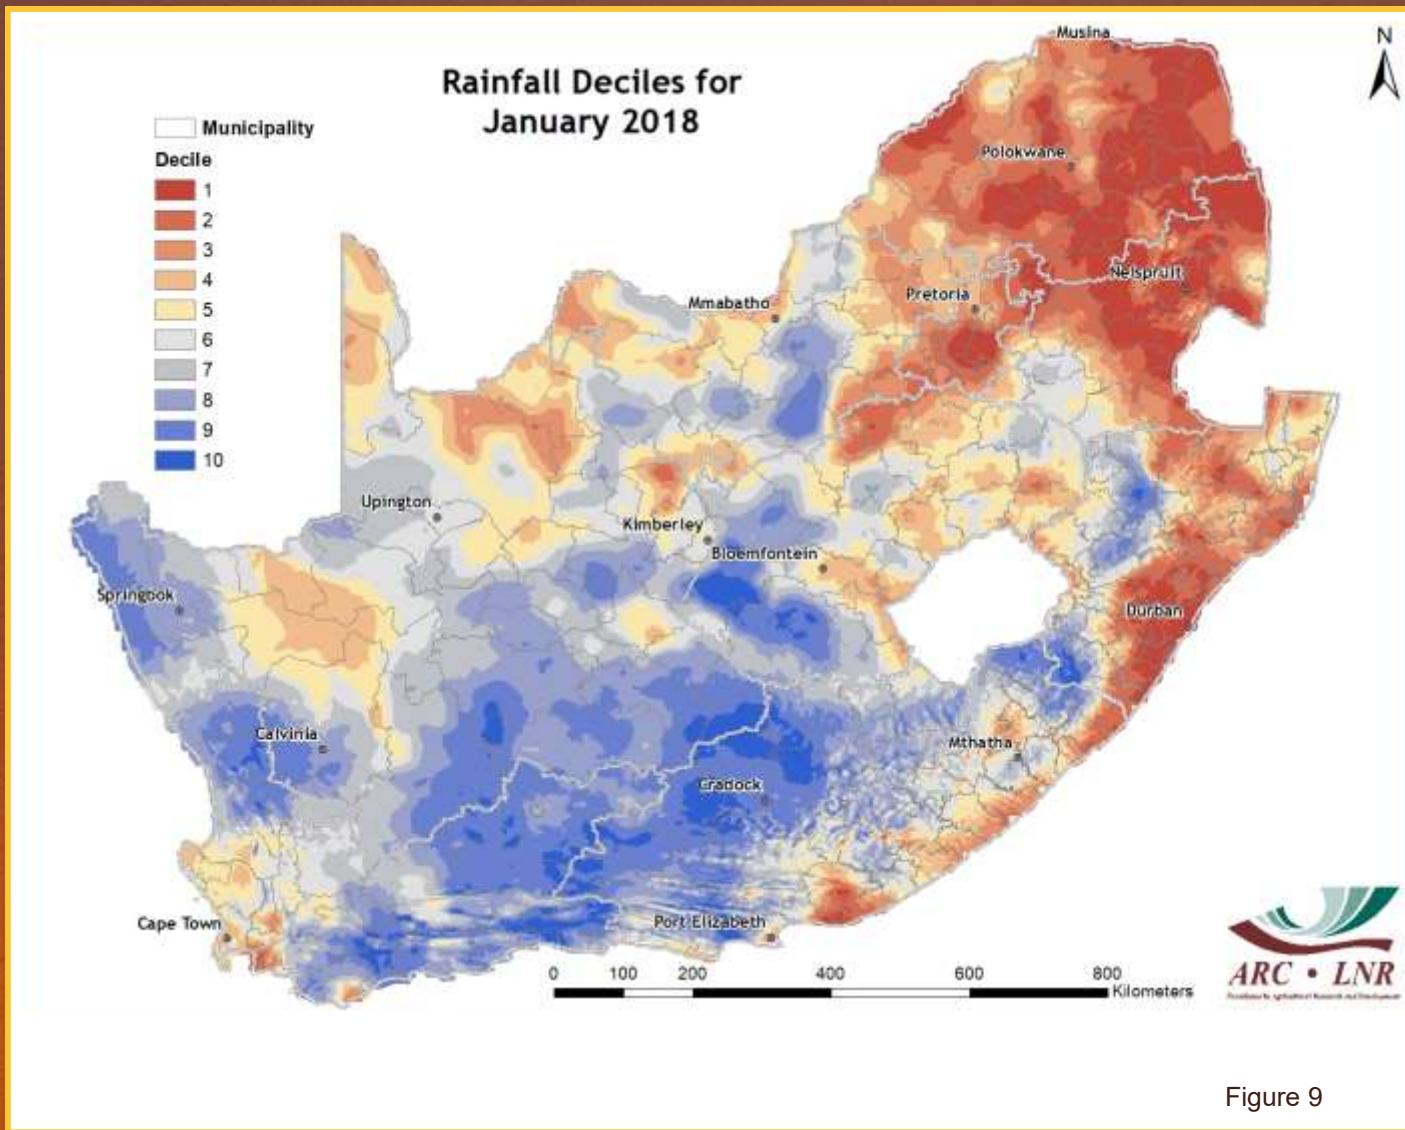 Rainfall Deciles for
January 2018
N
Municipality
Decile
1
2
3
4
5
6
7
8
9
10
Musina
Polokwane
Nelspruit
Pretoria
Mmabatho
Upington
Kimberley
Bloemfontein
Springbok
Durban
Calvinia
Mthatha
Cradock
Cape Town
Port Elizabeth
0 100 200 400 600 800
Kilometers
ARC • LNR
Figure 9